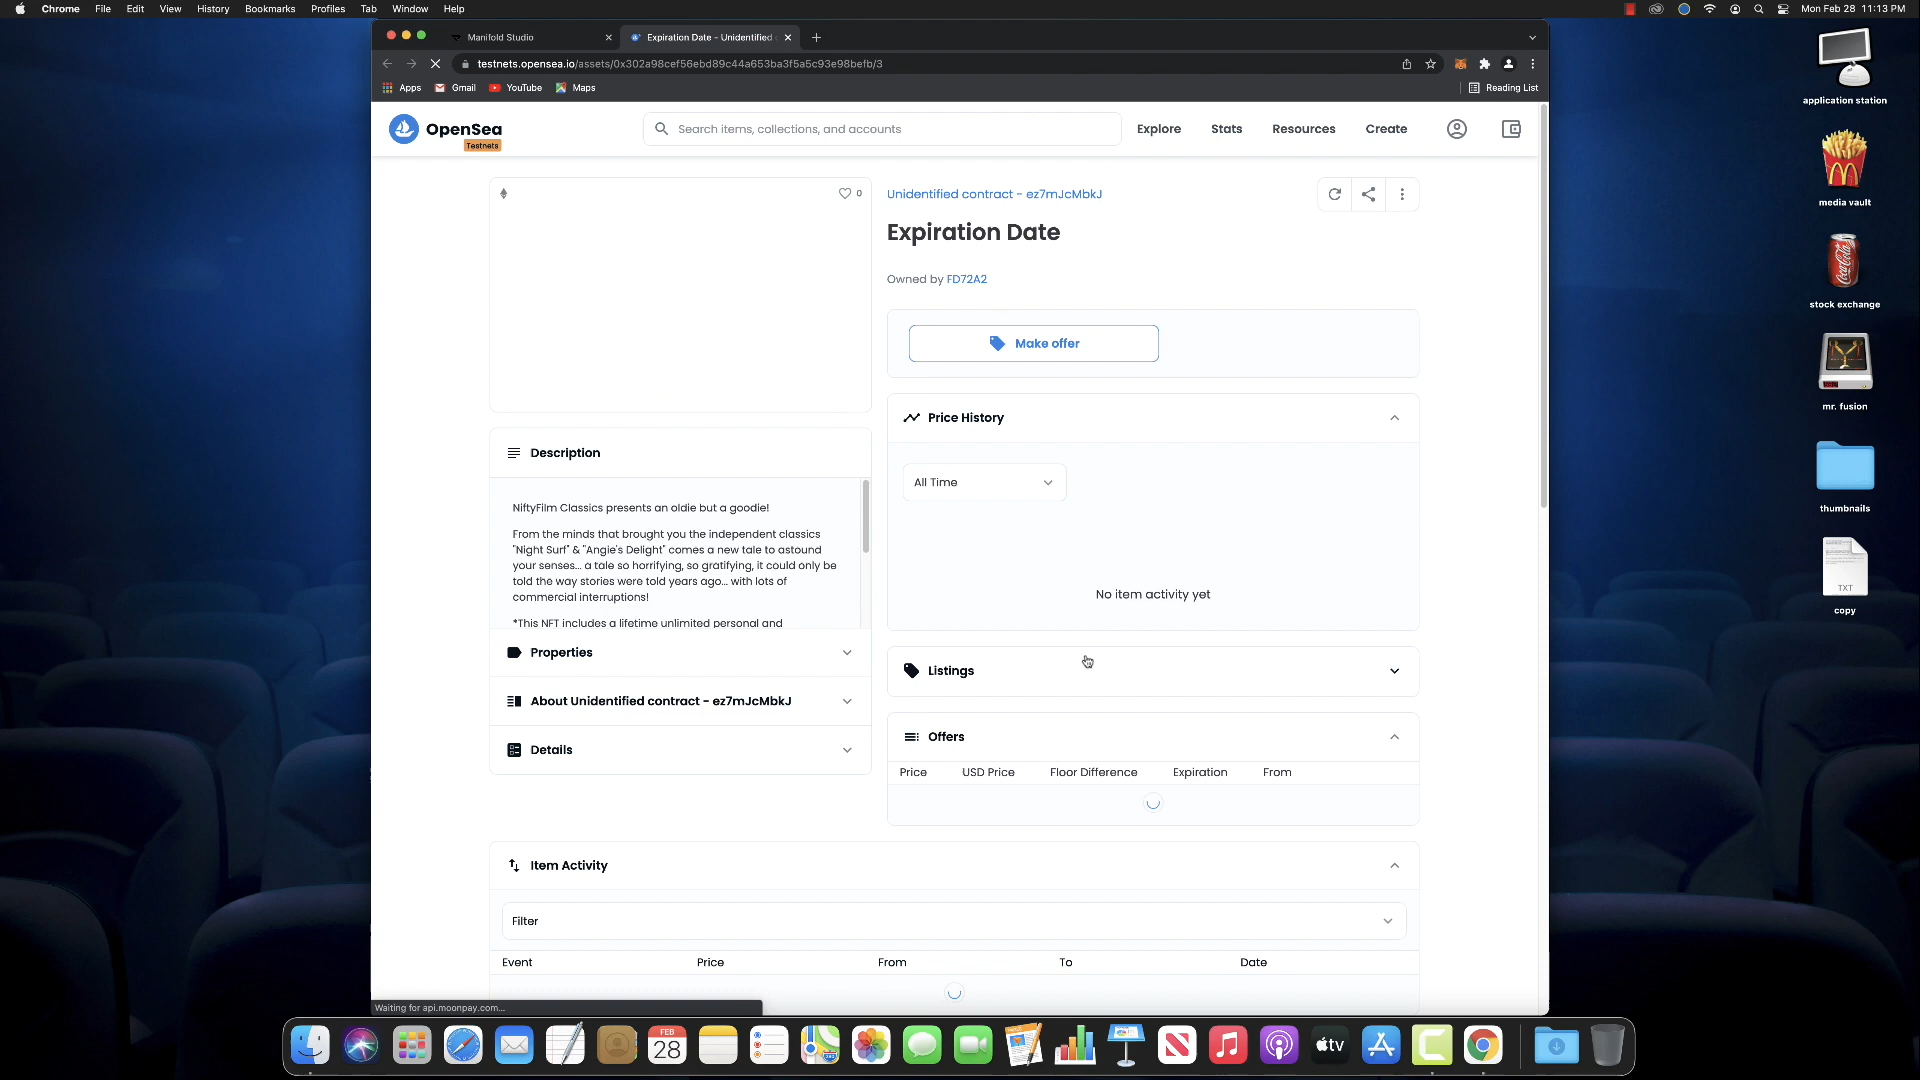 Chrome File Edit View History Bookmarks Profiles Tab Window Help
Mon Feb 28 11:13 PM
Manifold Studio
Expiration Date - Unidentified
testnets.opensea.io/assets/0x302a98cef56ebd89c44a653ba3f5a5c93e98befb/3
Apps Gmail YouTube Maps
Reading List
OpenSea
Testnets
Search items, collections, and accounts
Explore Stats Resources Create
0
Unidentified contract - ez7mJcMbkJ
Expiration Date
Owned by FD72A2
Make offer
Price History
All Time
No item activity yet
Listings
Offers
Price USD Price Floor Difference Expiration From
Description
NiftyFilm Classics presents an oldie but a goodie!
From the minds that brought you the independent classics
"Night Surf" & "Angie's Delight" comes a new tale to astound
your senses... a tale so horrifying, so gratifying, it could only be
told the way stories were told years ago... with lots of
commercial interruptions!
*This NFT includes a lifetime unlimited personal and
Properties
About Unidentified contract - ez7mJcMbkJ
Details
Item Activity
Filter
Event Price From To Date
Waiting for api.moonpay.com...
application station
media vault
Coca-Cola
stock exchange
mr. fusion
thumbnails
TXT
copy
FEB
28
tv